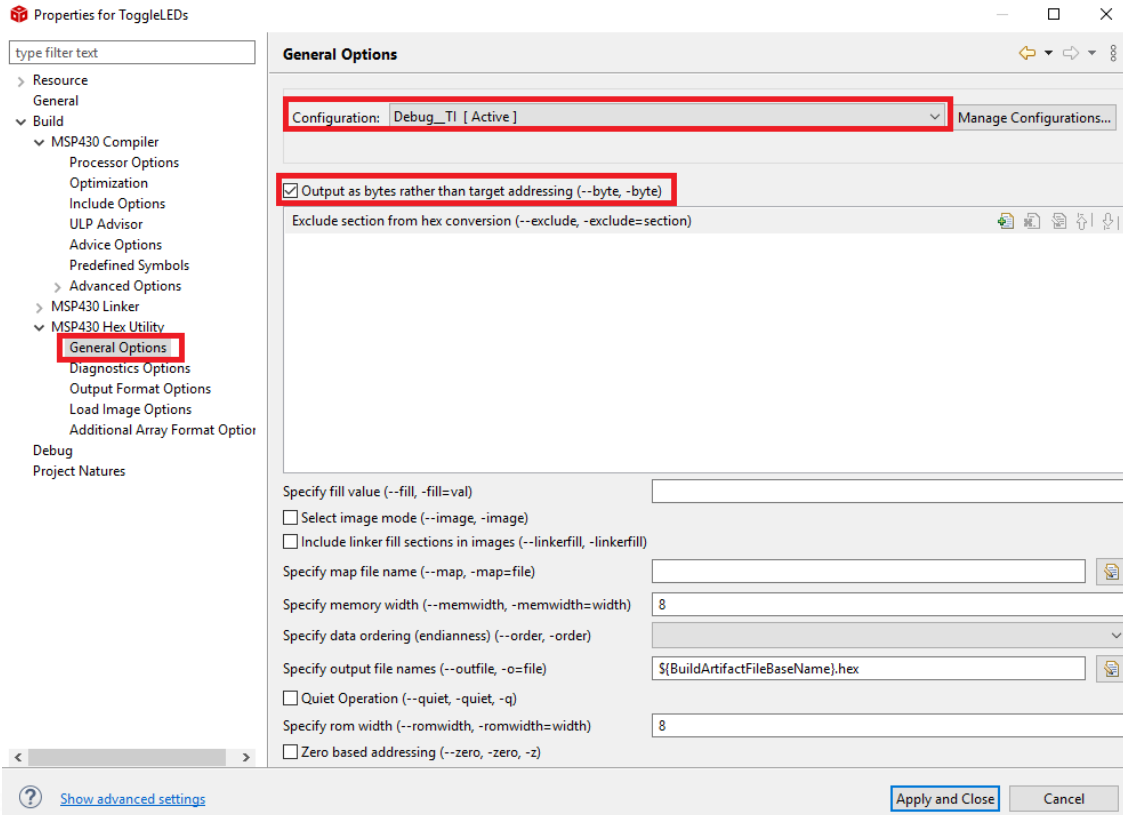 Properties for ToggleLEDs
type filter text
General Options
Resource
General
Build
MSP430 Compiler
Processor Options
Optimization
Include Options
ULP Advisor
Advice Options
Predefined Symbols
Advanced Options
MSP430 Linker
MSP430 Hex Utility
General Options
Diagnostics Options
Output Format Options
Load Image Options
Additional Array Format Option
Debug
Project Natures
Configuration: Debug__TI [ Active ] Manage Configurations...
Output as bytes rather than target addressing (--byte, -byte)
Exclude section from hex conversion (--exclude, -exclude=section)
Specify fill value (--fill, -fill=val)
Select image mode (--image, -image)
Include linker fill sections in images (--linkerfill, -linkerfill)
Specify map file name (--map, -map=file)
Specify memory width (--memwidth, -memwidth=width) 8
Specify data ordering (endianness) (--order, -order)
Specify output file names (--outfile, -o=file) ${BuildArtifactFileBaseName}.hex
Quiet Operation (--quiet, -quiet, -q)
Specify rom width (--romwidth, -romwidth=width) 8
Zero based addressing (--zero, -zero, -z)
Show advanced settings Apply and Close Cancel